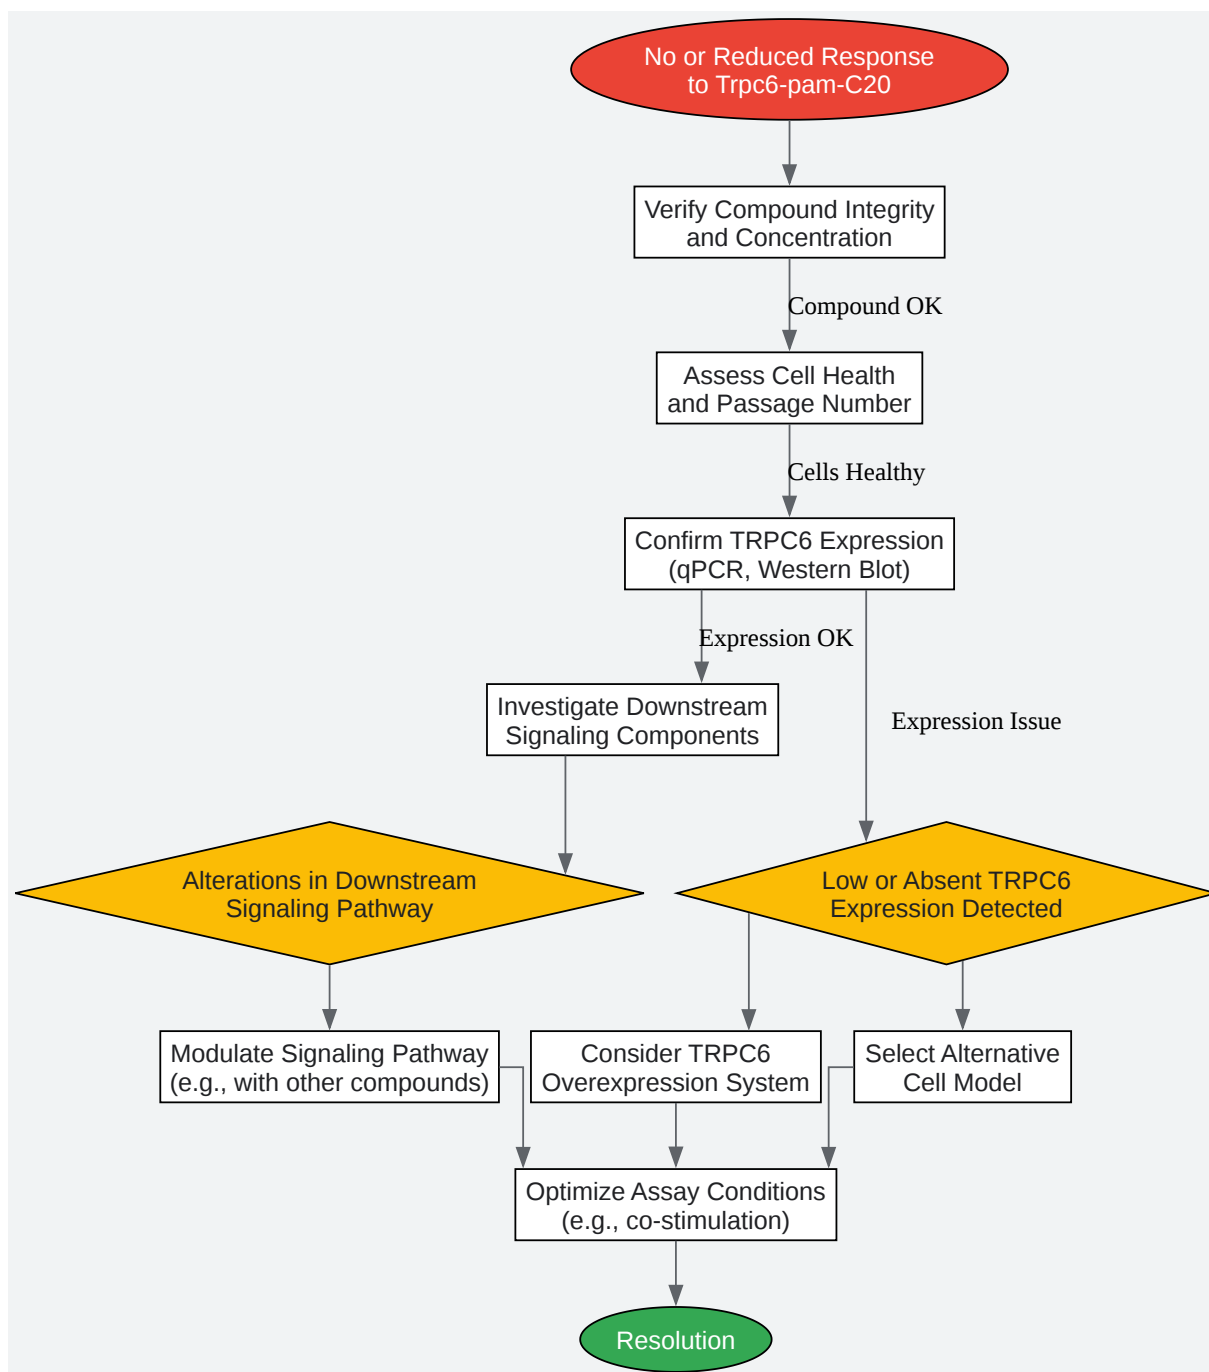 No or Reduced Response
to Trpc6-pam-C20
Verify Compound Integrity
and Concentration
Compound OK
Assess Cell Health
and Passage Number
Cells Healthy
Confirm TRPC6 Expression
(qPCR, Western Blot)
Expression OK
Investigate Downstream
Signaling Components
Expression Issue
Alterations in Downstream
Signaling Pathway
Low or Absent TRPC6
Expression Detected
Modulate Signaling Pathway
(e.g., with other compounds)
Consider TRPC6
Overexpression System
Select Alternative
Cell Model
Optimize Assay Conditions
(e.g., co-stimulation)
Resolution